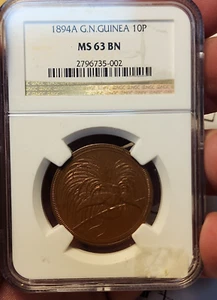 1894A G.N.GUINEA 10P
MS 63 BN
2796735-002